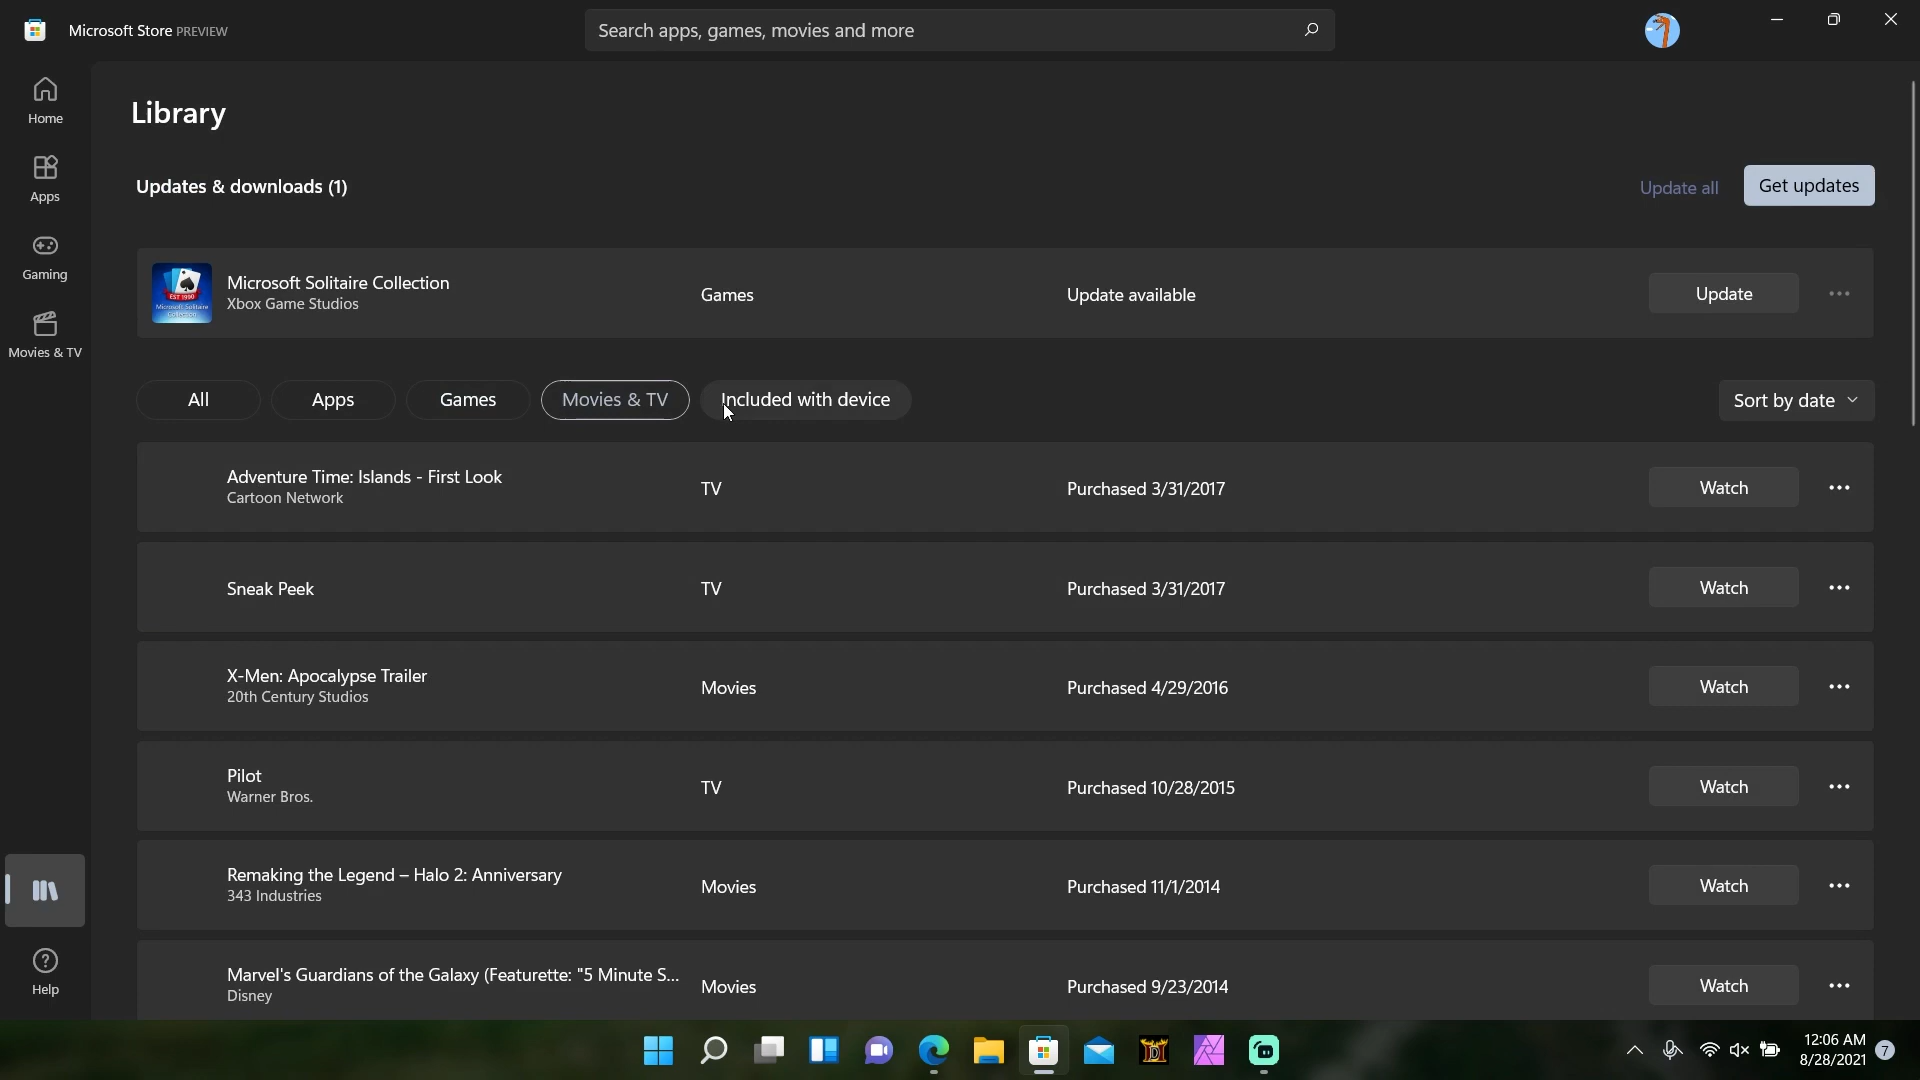 Microsoft Store PREVIEW
Search apps, games, movies and more
Home
Apps
Gaming
Movies & TV
Help
Library
Updates & downloads (1)
Update all
Get updates
EST 1990
Microsoft Solitaire
Collection
Microsoft Solitaire Collection
Xbox Game Studios
Games
Update available
Update
All
Apps
Games
Movies & TV
Included with device
Sort by date
Adventure Time: Islands - First Look
Cartoon Network
TV
Purchased 3/31/2017
Watch
Sneak Peek
TV
Purchased 3/31/2017
Watch
X-Men: Apocalypse Trailer
20th Century Studios
Movies
Purchased 4/29/2016
Watch
Pilot
Warner Bros.
TV
Purchased 10/28/2015
Watch
Remaking the Legend – Halo 2: Anniversary
343 Industries
Movies
Purchased 11/1/2014
Watch
Marvel's Guardians of the Galaxy (Featurette: "5 Minute S...
Disney
Movies
Purchased 9/23/2014
Watch
12:06 AM
8/28/2021
7